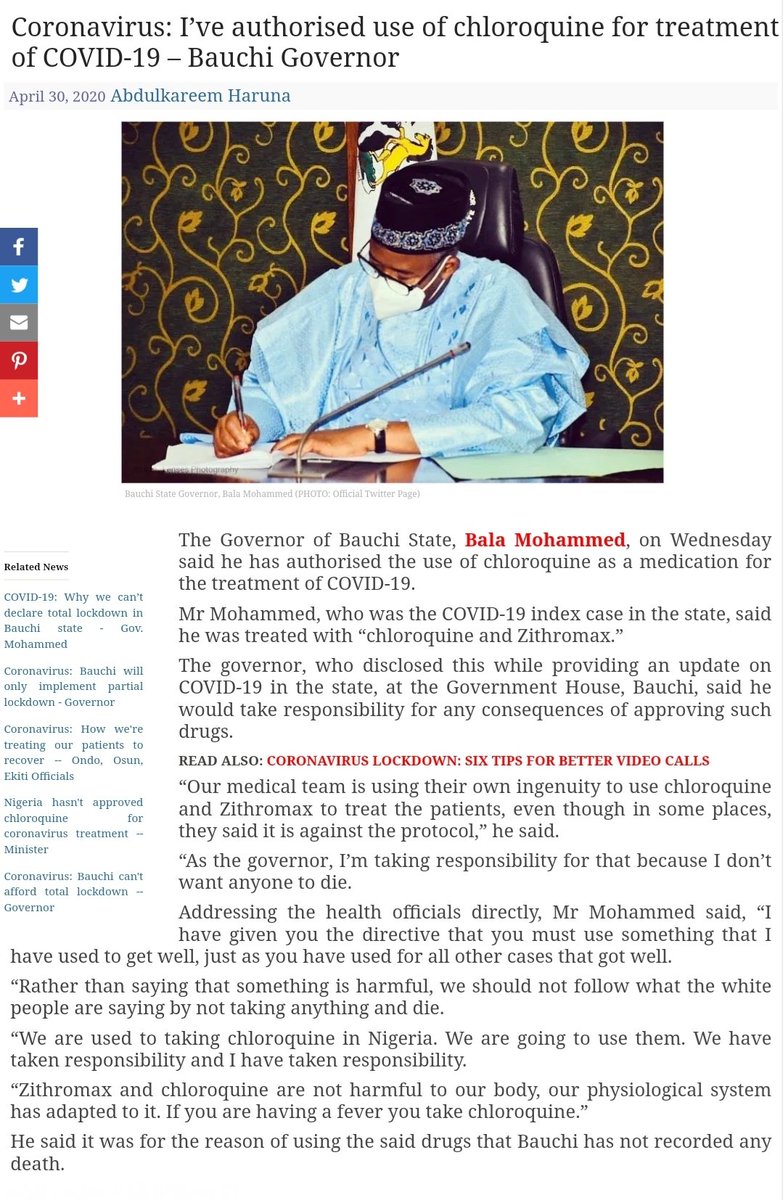 Coronavirus: I’ve authorised use of chloroquine for treatment
of COVID-19 – Bauchi Governor
April 30, 2020 Abdulkareem Haruna
Photography
Bauchi State Governor, Bala Mohammed (PHOTO: Official Twitter Page)
Related News
COVID-19: Why we can’t
declare total lockdown in
Bauchi state - Gov.
Mohammed
Coronavirus: Bauchi will
only implement partial
lockdown - Governor
Coronavirus: How we're
treating our patients to
recover -- Ondo, Osun,
Ekiti Officials
Nigeria hasn't approved
chloroquine for
coronavirus treatment --
Minister
Coronavirus: Bauchi can't
afford total lockdown --
Governor
The Governor of Bauchi State, Bala Mohammed, on Wednesday
said he has authorised the use of chloroquine as a medication for
the treatment of COVID-19.
Mr Mohammed, who was the COVID-19 index case in the state, said
he was treated with “chloroquine and Zithromax.”
The governor, who disclosed this while providing an update on
COVID-19 in the state, at the Government House, Bauchi, said he
would take responsibility for any consequences of approving such
drugs.
READ ALSO: CORONAVIRUS LOCKDOWN: SIX TIPS FOR BETTER VIDEO CALLS
“Our medical team is using their own ingenuity to use chloroquine
and Zithromax to treat the patients, even though in some places,
they said it is against the protocol,” he said.
“As the governor, I’m taking responsibility for that because I don’t
want anyone to die.
Addressing the health officials directly, Mr Mohammed said, “I
have given you the directive that you must use something that I
have used to get well, just as you have used for all other cases that got well.
“Rather than saying that something is harmful, we should not follow what the white
people are saying by not taking anything and die.
“We are used to taking chloroquine in Nigeria. We are going to use them. We have
taken responsibility and I have taken responsibility.
“Zithromax and chloroquine are not harmful to our body, our physiological system
has adapted to it. If you are having a fever you take chloroquine.”
He said it was for the reason of using the said drugs that Bauchi has not recorded any
death.